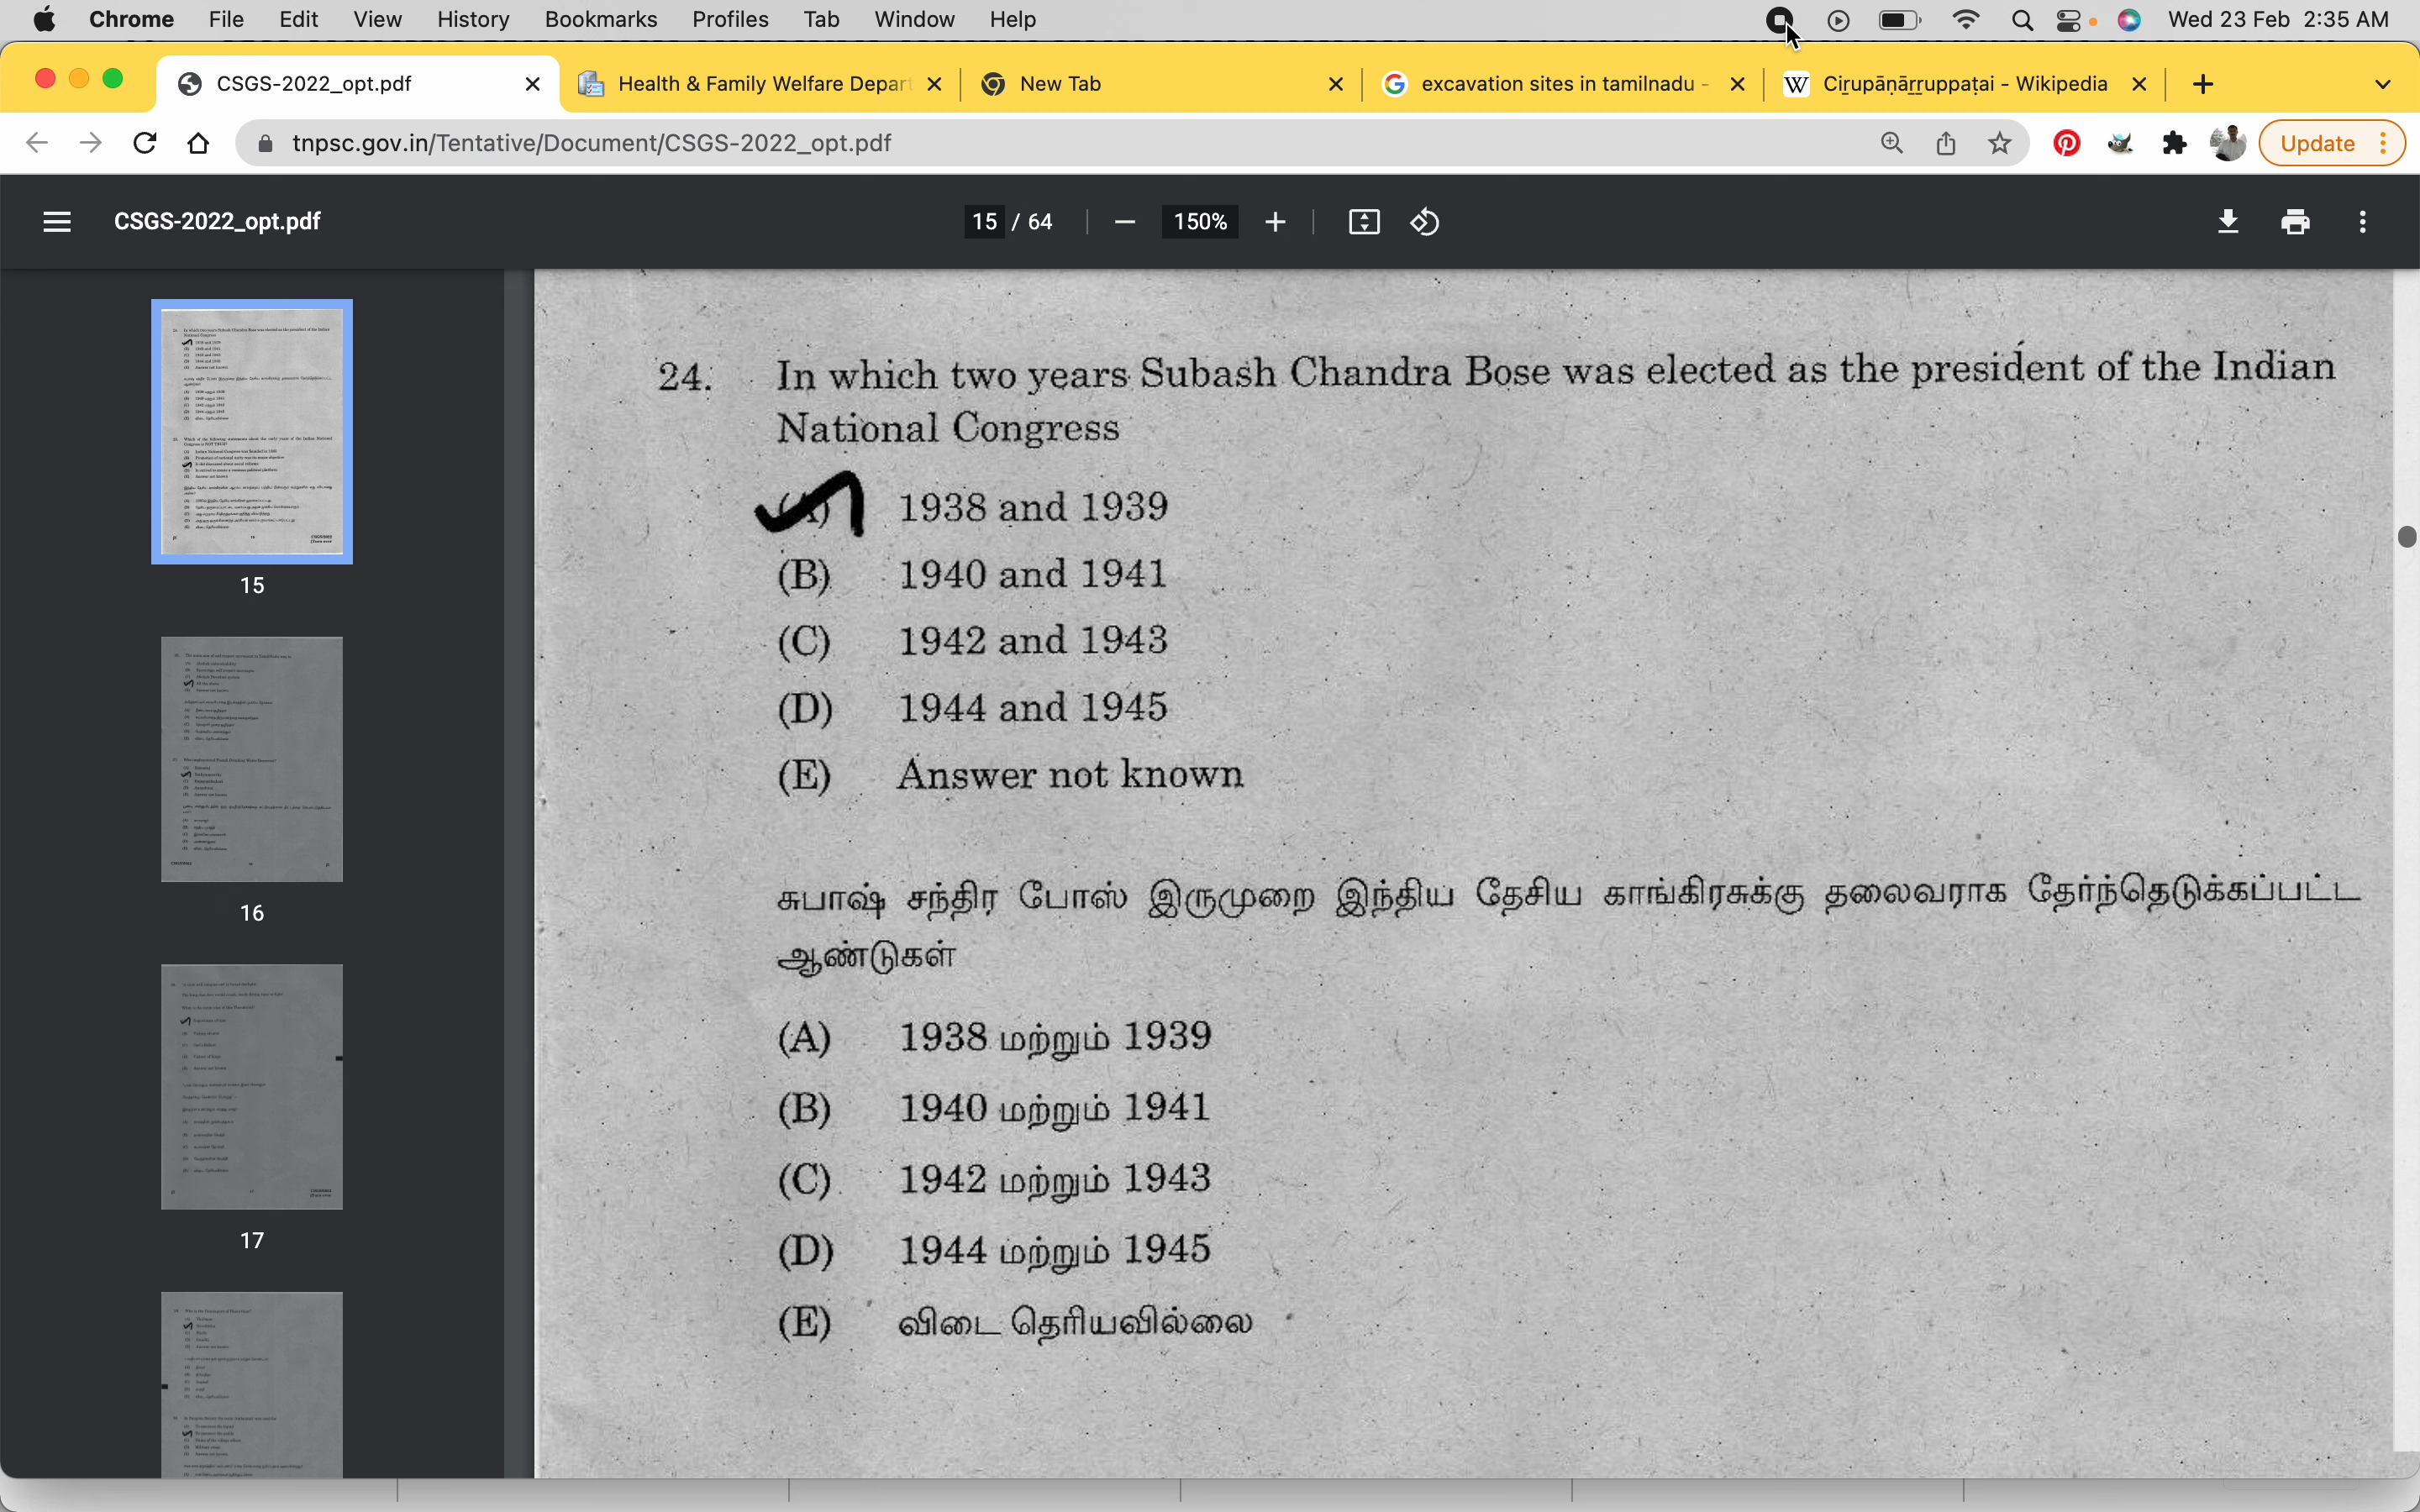 Chrome File Edit View History Bookmarks Profiles Tab Window Help Wed 23 Feb 2:35 AM
CSGS-2022_opt.pdf Health & Family Welfare Depar New Tab excavation sites in tamilnadu - Ciṟupāṇāṟṟuppaṭai - Wikipedia
tnpsc.gov.in/Tentative/Document/CSGS-2022_opt.pdf Update
CSGS-2022_opt.pdf 15 / 64 150%
15
16
17
24. In which two years Subash Chandra Bose was elected as the president of the Indian
National Congress
(A) 1938 and 1939
(B) 1940 and 1941
(C) 1942 and 1943
(D) 1944 and 1945
(E) Answer not known
சுபாஷ் சந்திர போஸ் இருமுறை இந்திய தேசிய காங்கிரசுக்கு தலைவராக தேர்ந்தெடுக்கப்பட்ட
ஆண்டுகள்
(A) 1938 மற்றும் 1939
(B) 1940 மற்றும் 1941
(C) 1942 மற்றும் 1943
(D) 1944 மற்றும் 1945
(E) விடை தெரியவில்லை